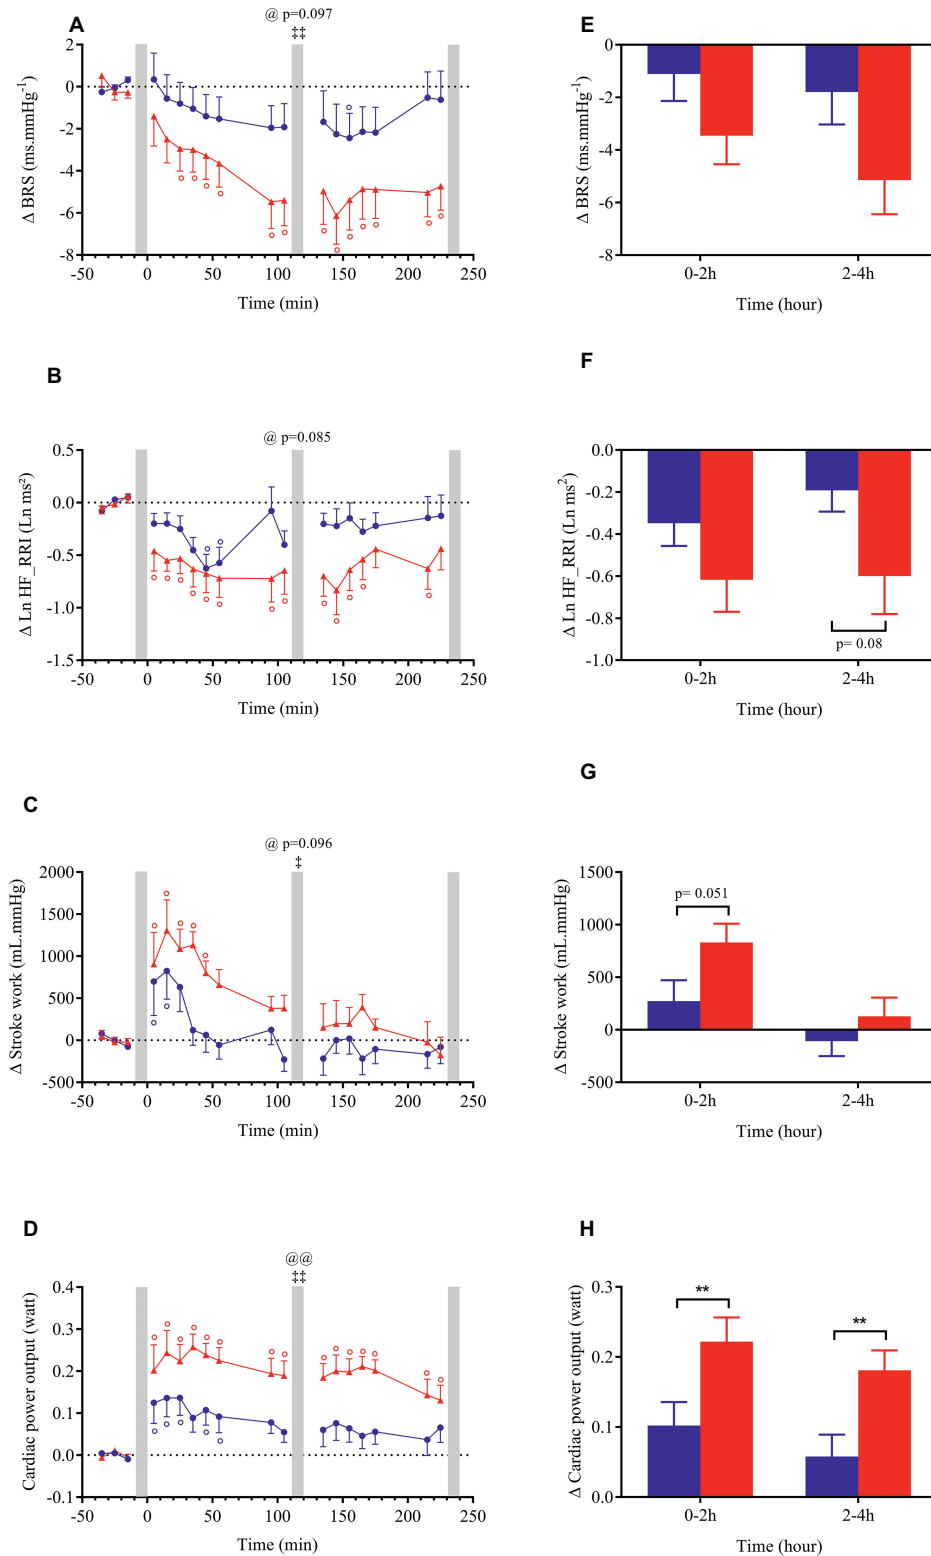 A
@ p=0.097
‡‡
Δ BRS (ms.mmHg-1)
2
0
-2
-4
-6
-8
-50 0 50 100 150 200 250
Time (min)
E
Δ BRS (ms.mmHg-1)
0
-2
-4
-6
-8
0-2h 2-4h
Time (hour)
B
@ p=0.085
Δ Ln HF_RRI (Ln ms²)
0.5
0.0
-0.5
-1.0
-1.5
-50 0 50 100 150 200 250
Time (min)
F
Δ Ln HF_RRI (Ln ms²)
0.0
-0.2
-0.4
-0.6
-0.8
-1.0
p= 0.08
0-2h 2-4h
Time (hour)
C
@ p=0.096
‡
Δ Stroke work (mL.mmHg)
2000
1500
1000
500
0
-500
-50 0 50 100 150 200 250
Time (min)
G
Δ Stroke work (mL.mmHg)
1500
1000
500
0
-500
p= 0.051
0-2h 2-4h
Time (hour)
D
@@
‡‡
Cardiac power output (watt)
0.4
0.3
0.2
0.1
0.0
-0.1
-50 0 50 100 150 200 250
Time (min)
H
Δ Cardiac power output (watt)
0.3
0.2
0.1
0.0
**
**
0-2h 2-4h
Time (hour)